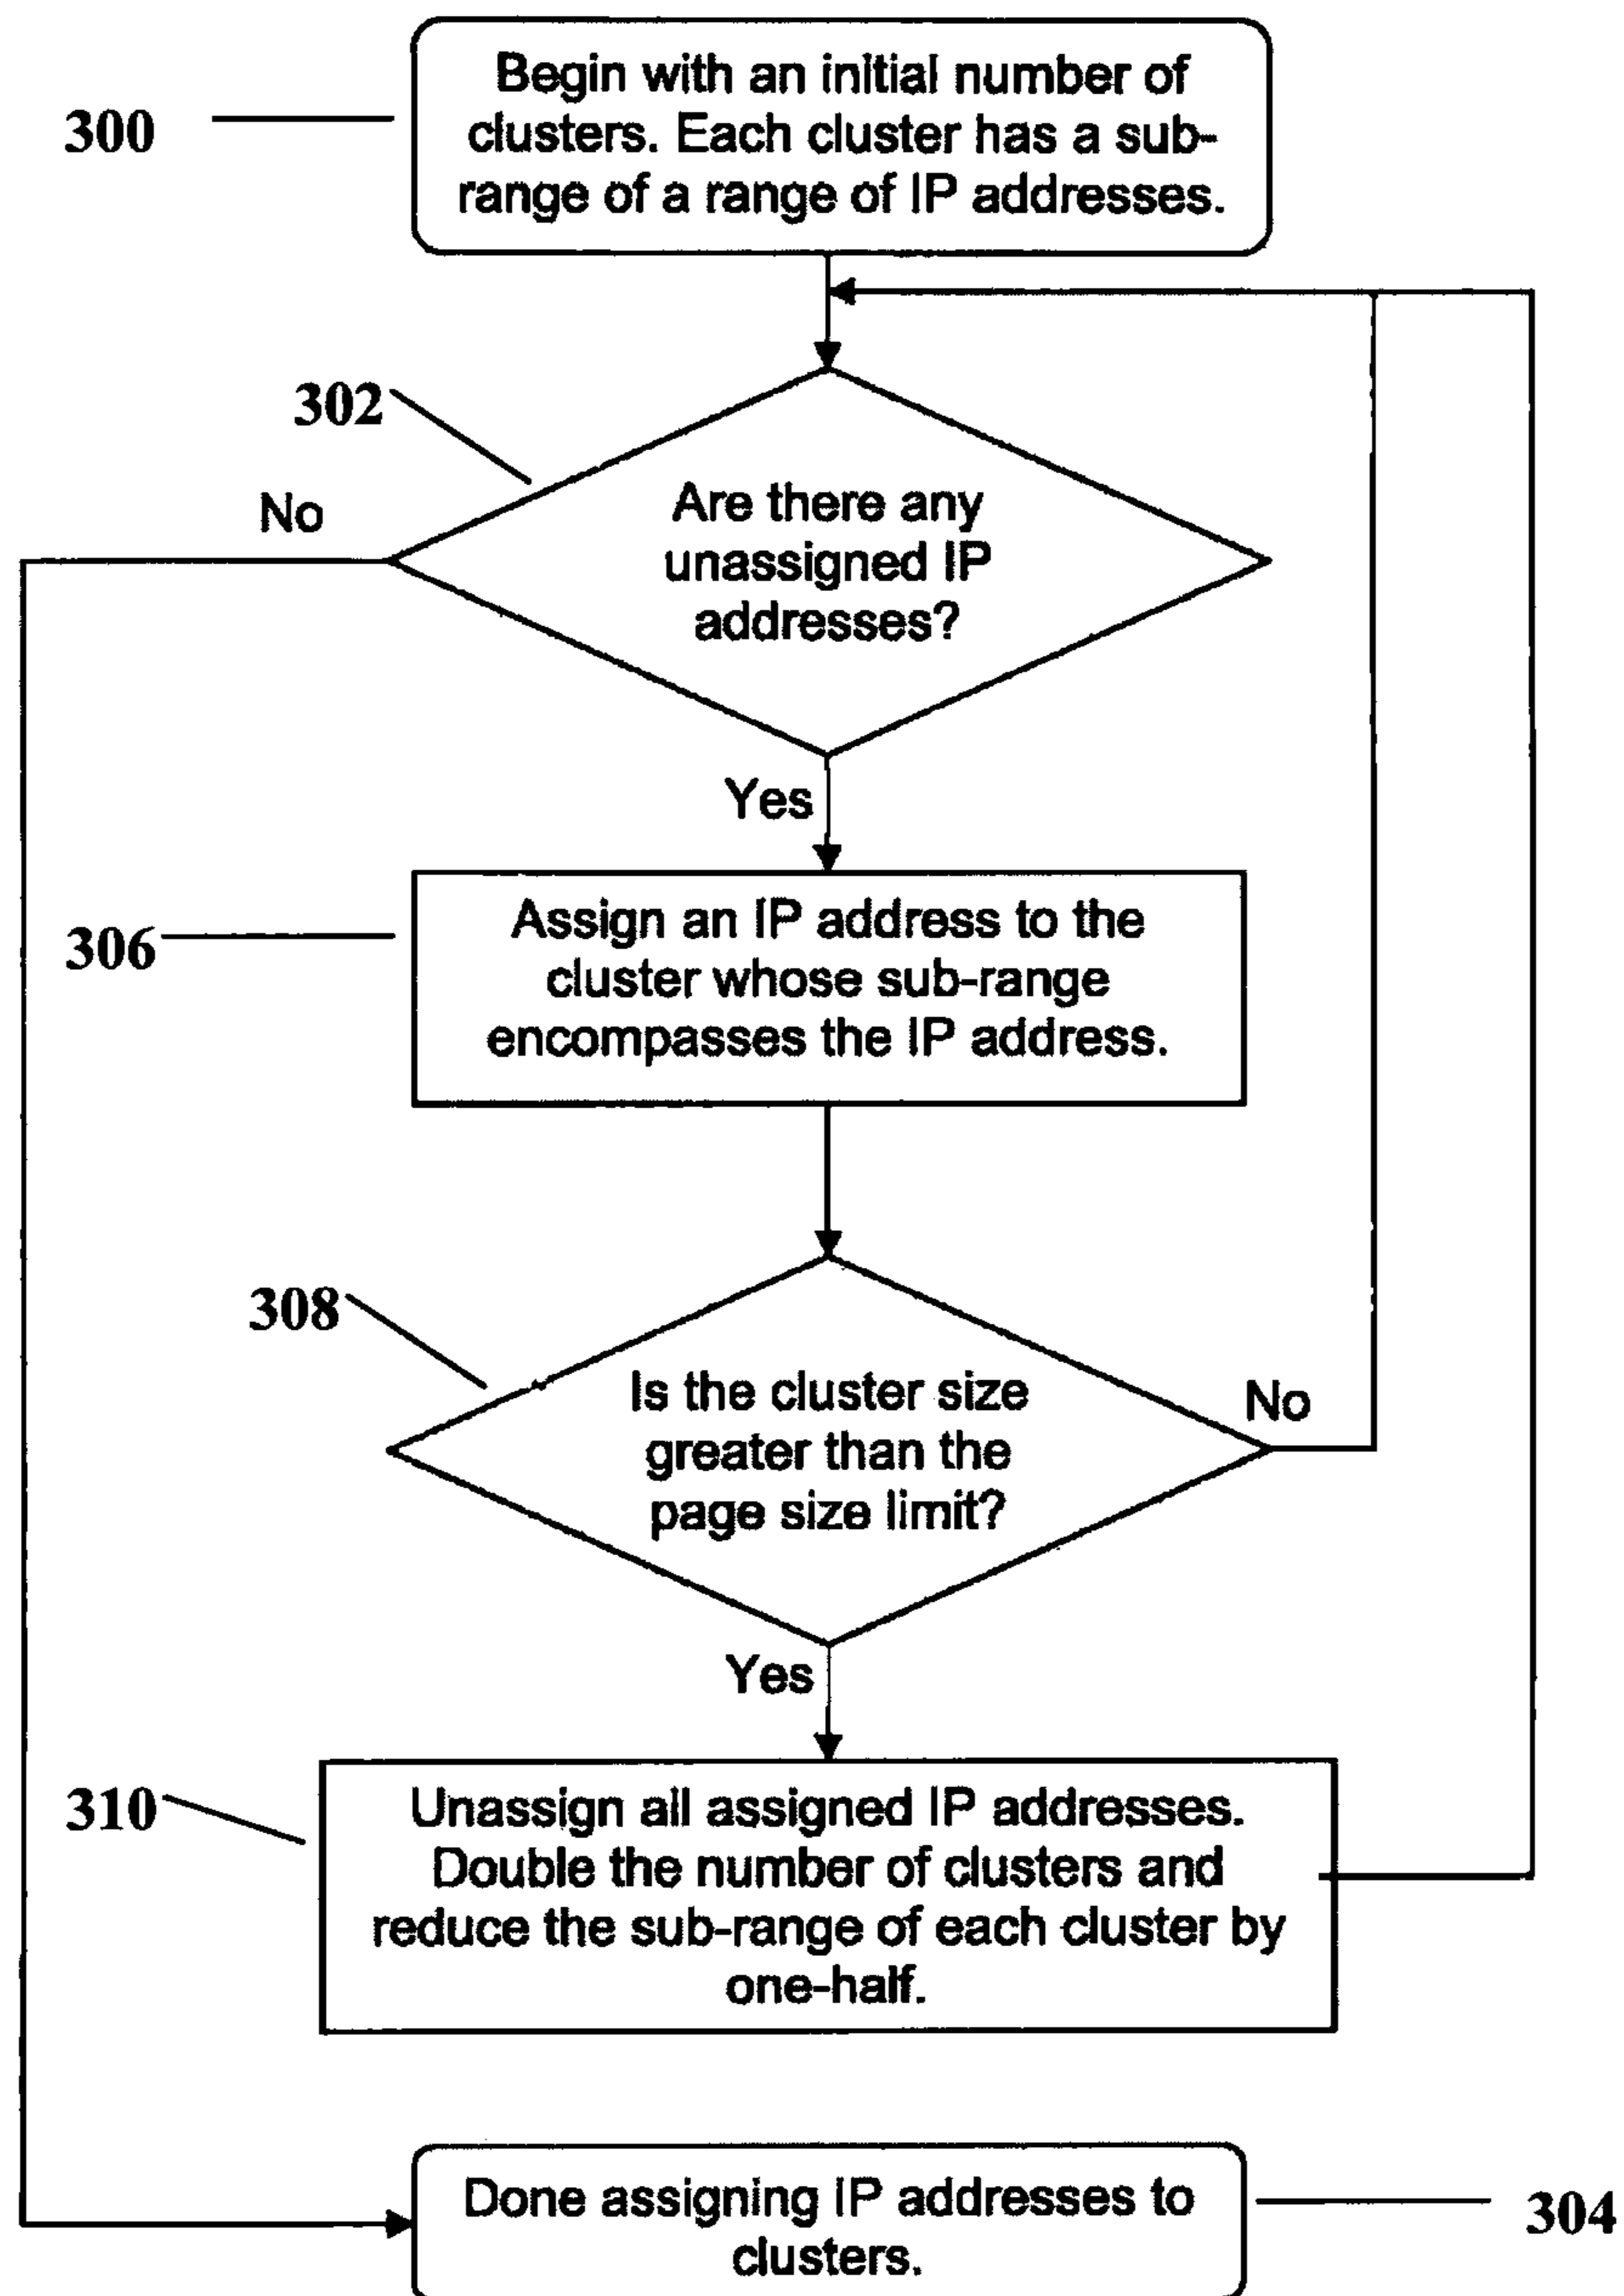 300
Begin with an initial number of
clusters. Each cluster has a sub-
range of a range of IP addresses.
302
No
Are there any
unassigned IP
addresses?
Yes
306
Assign an IP address to the
cluster whose sub-range
encompasses the IP address.
308
Is the cluster size
greater than the
page size limit?
No
Yes
310
Unassign all assigned IP addresses.
Double the number of clusters and
reduce the sub-range of each cluster by
one-half.
Done assigning IP addresses to
clusters.
304